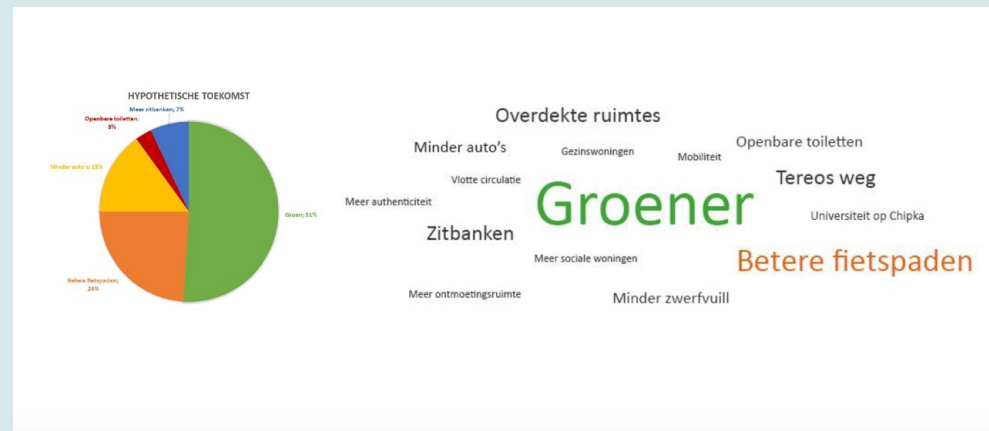 HYPOTHETISCHE TOEKOMST
Meer zitbanken; 7%
Openbare toiletten;
3%
Minder auto's; 15%
Groen; 51%
Betere fietspaden;
24%
Overdekte ruimtes
Minder auto's
Gezinswoningen
Mobiliteit
Openbare toiletten
Vlotte circulatie
Tereos weg
Meer authenticiteit
Groener
Universiteit op Chipka
Zitbanken
Meer sociale woningen
Betere fietspaden
Meer ontmoetingsruimte
Minder zwerfvuill